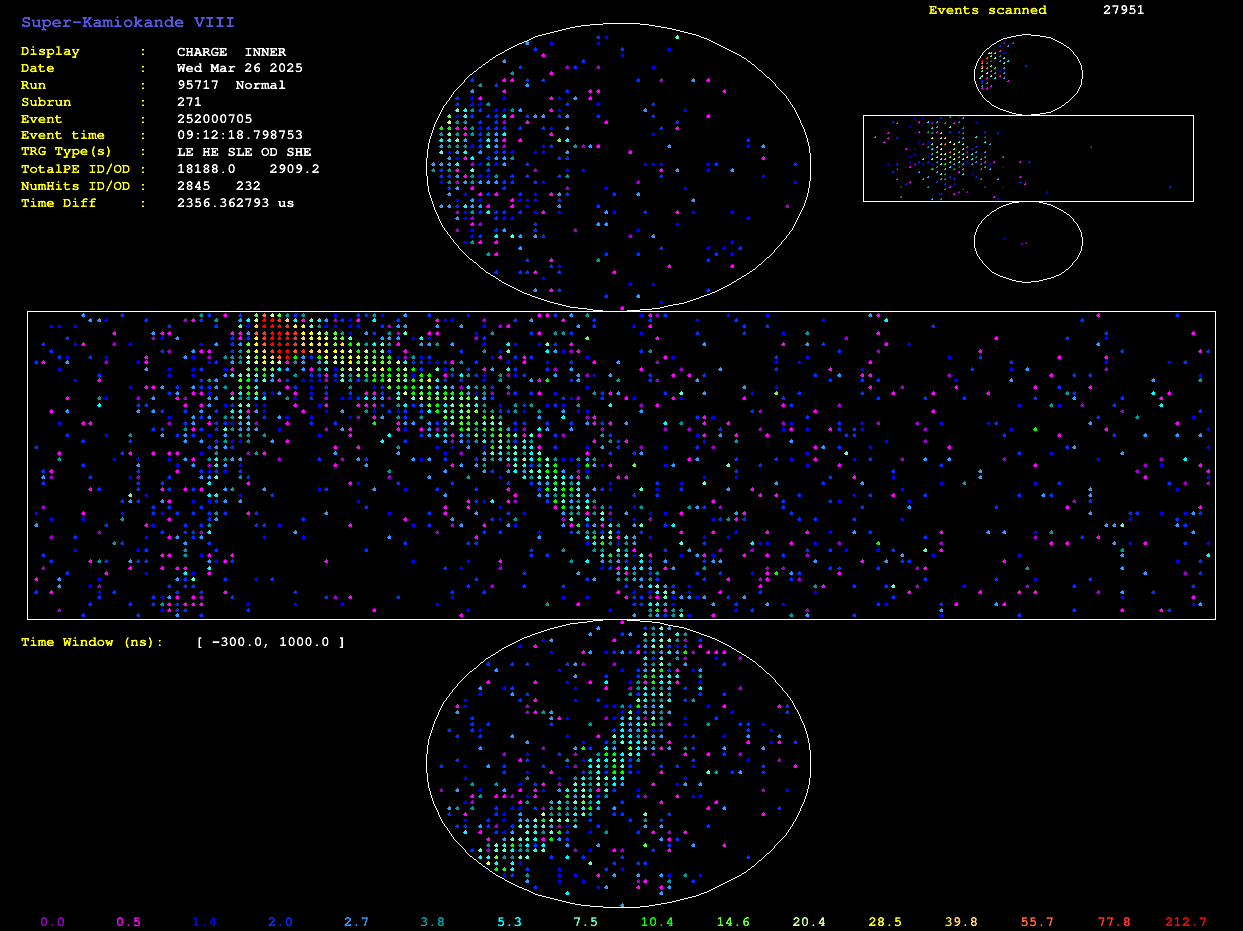 Super-Kamiokande VIII
Events scanned 27951
Display : CHARGE INNER
Date : Wed Mar 26 2025
Run : 95717 Normal
Subrun : 271
Event : 252000705
Event time : 09:12:18.798753
TRG Type(s) : LE HE SLE OD SHE
TotalPE ID/OD : 18188.0 2909.2
NumHits ID/OD : 2845 232
Time Diff : 2356.362793 us
Time Window (ns): [ -300.0, 1000.0 ]
0.0 0.5 1.4 2.0 2.7 3.8 5.3 7.5 10.4 14.6 20.4 28.5 39.8 55.7 77.8 212.7